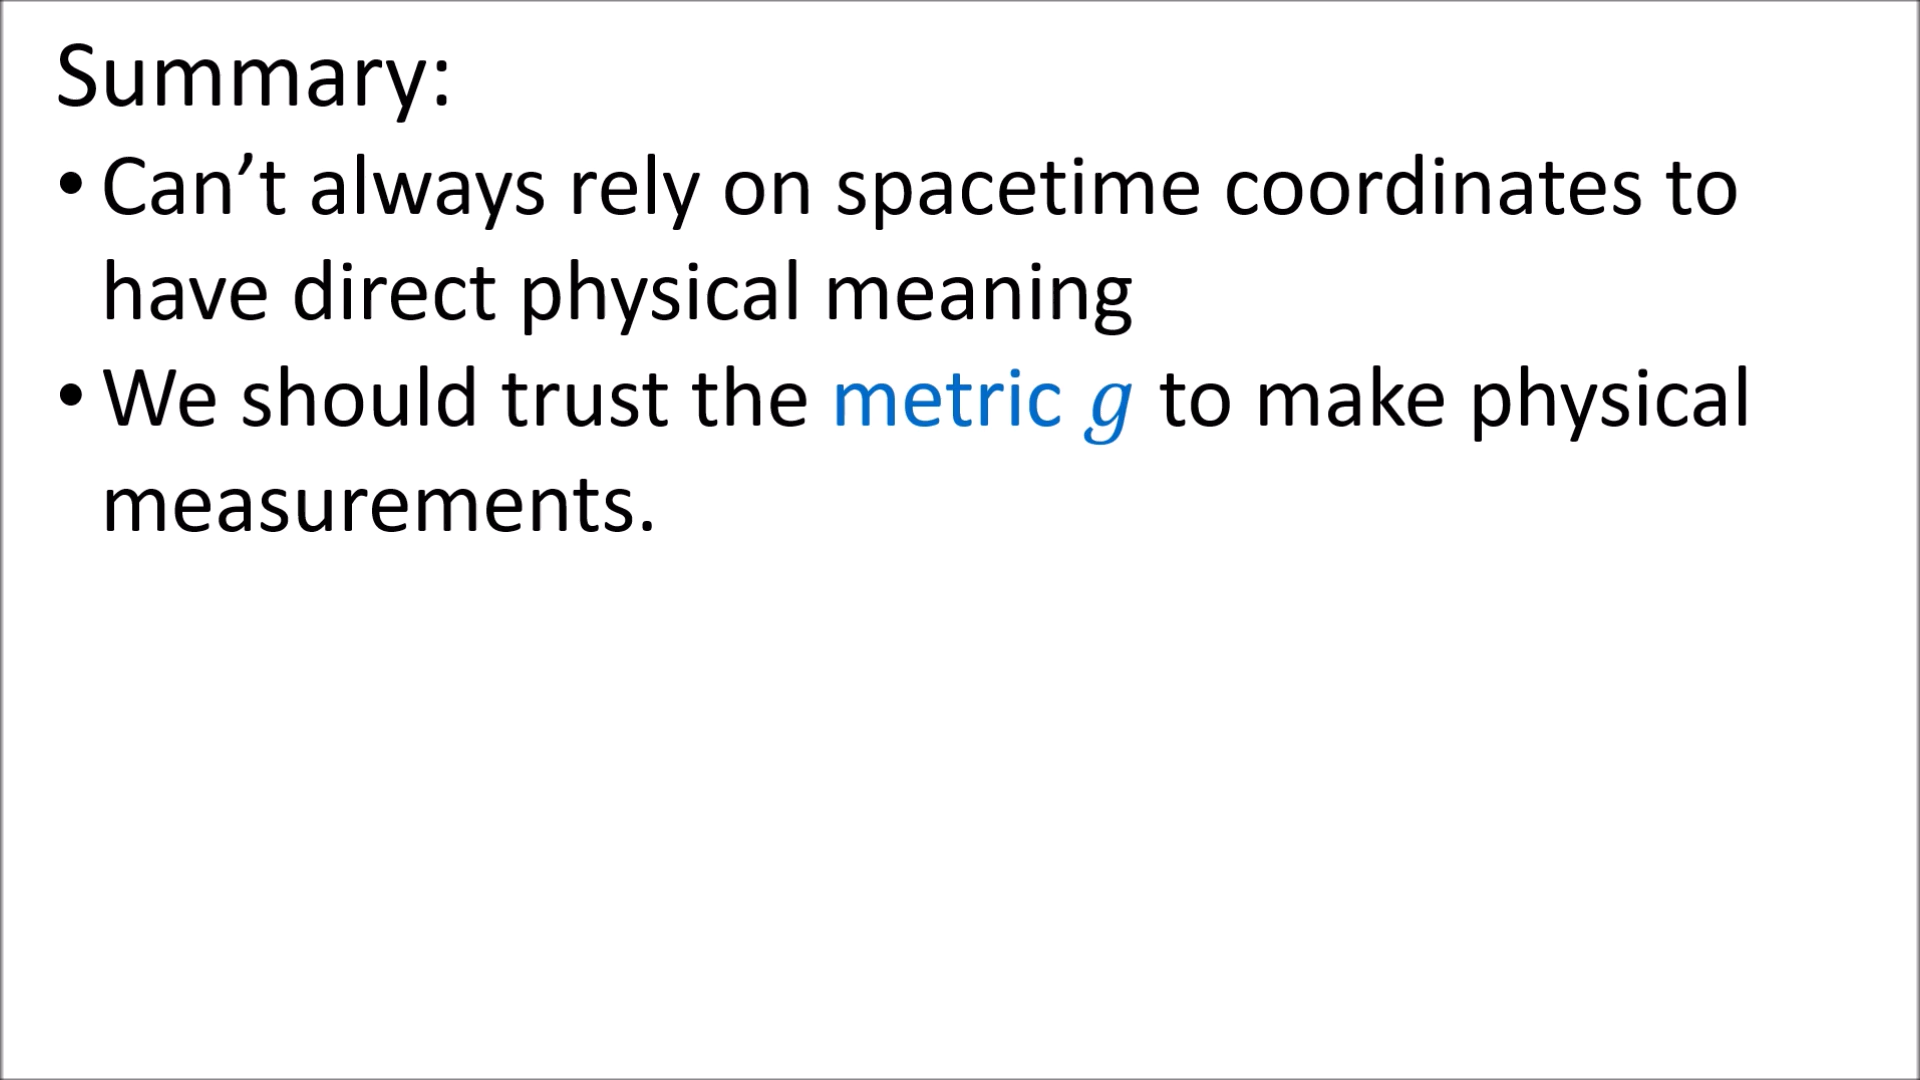 Summary:
• Can’t always rely on spacetime coordinates to
have direct physical meaning
• We should trust the metric g to make physical
measurements.